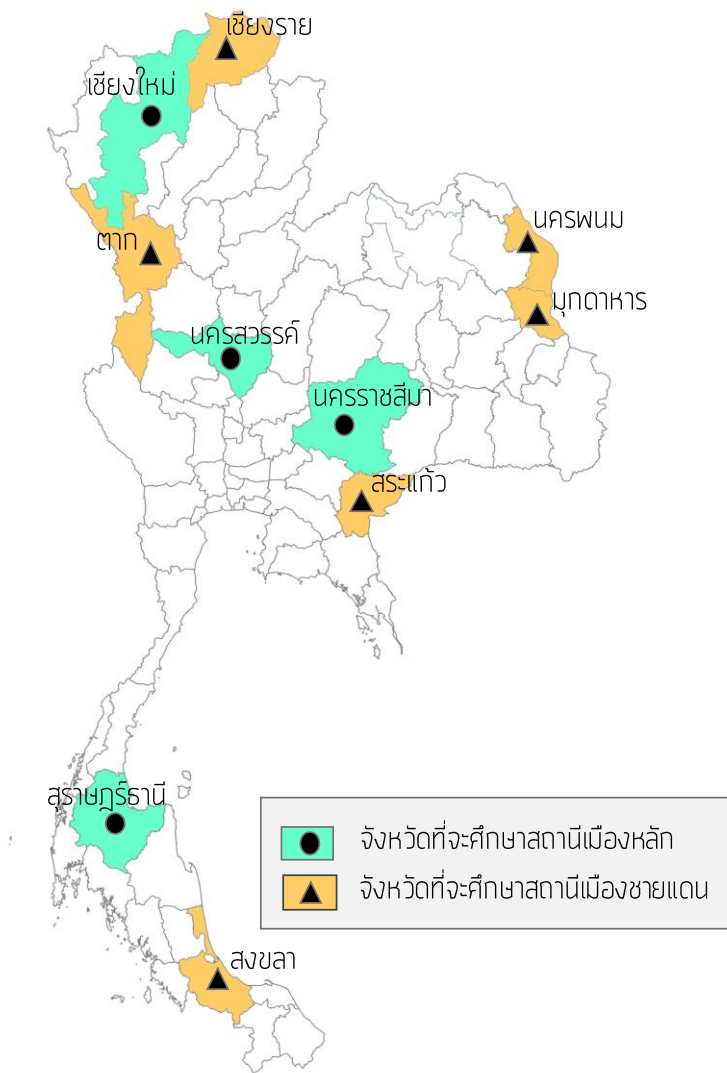 เชียงราย
เชียงใหม่
นครพนม
ตาก
มุกดาหาร
นครสวรรค์
นครราชสีมา
สระแก้ว
สุราษฎร์ธานี
จังหวัดที่จะศึกษาสถานีเมืองหลัก
จังหวัดที่จะศึกษาสถานีเมืองชายแดน
สงขลา